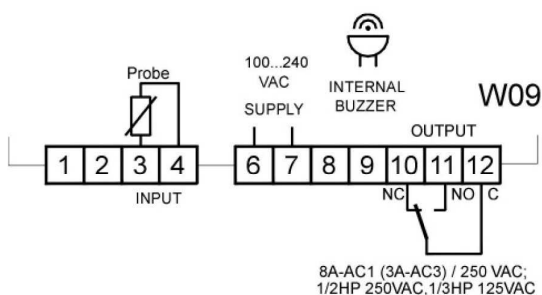 Probe
100...240
VAC
SUPPLY
INTERNAL
BUZZER
W09
OUTPUT
1 2 3 4 6 7 8 9 10 11 12
INPUT
NC NO C
8A-AC1 (3A-AC3) / 250 VAC;
1/2HP 250VAC,1/3HP 125VAC